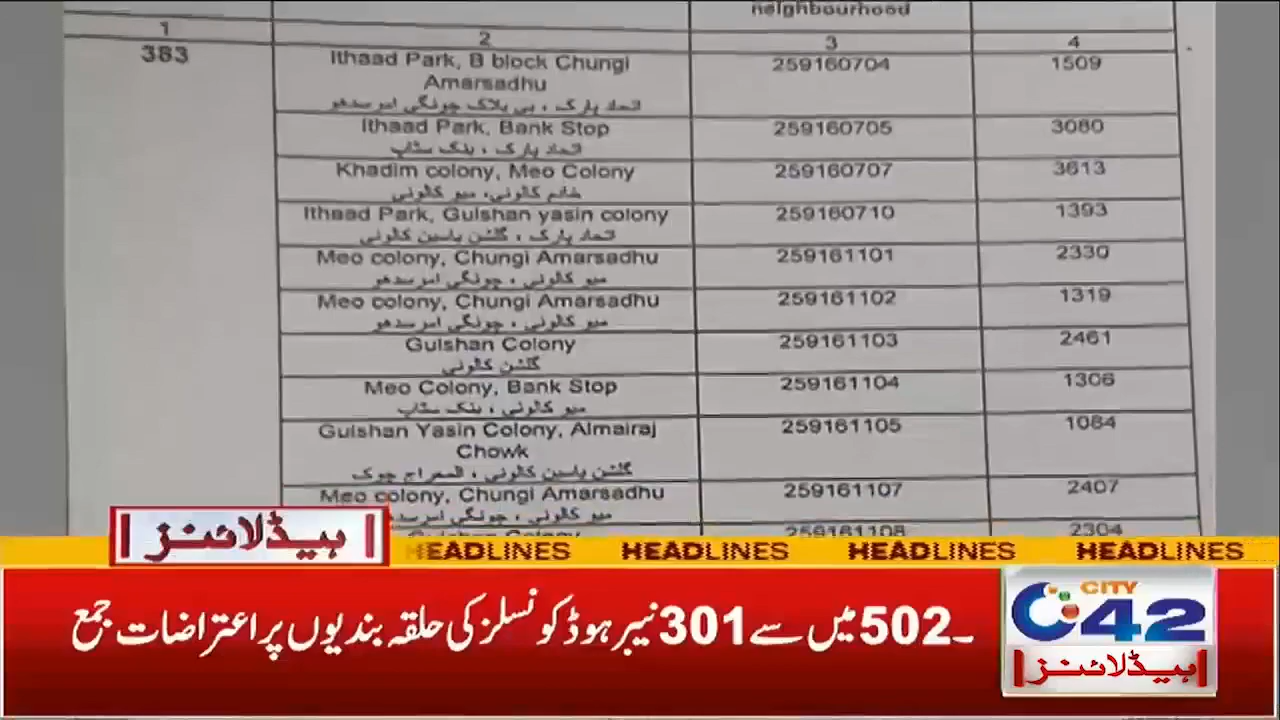 neighbourhood
1 2 3 4
383 Ithaad Park, B block Chungi 259160704 1509
Amarsadhu
اتحاد پارک ، بی بلاک چونگی امرسدھو
Ithaad Park, Bank Stop 259160705 3080
اتحاد پارک ، بنک سٹاپ
Khadim colony, Meo Colony 259160707 3613
خادم کالونی، میو کالونی
Ithaad Park, Gulshan yasin colony 259160710 1393
اتحاد پارک ، گلشن یاسین کالونی
Meo colony, Chungi Amarsadhu 259161101 2330
میو کالونی ، چونگی امرسدھو
Meo colony, Chungi Amarsadhu 259161102 1319
میو کالونی ، چونگی امرسدھو
Gulshan Colony 259161103 2461
گلشن کالونی
Meo Colony, Bank Stop 259161104 1306
میو کالونی ، بنک سٹاپ
Gulshan Yasin Colony, Almairaj 259161105 1084
Chowk
گلشن یاسین کالونی ، المعراج چوک
Meo colony, Chungi Amarsadhu 259161107 2407
میو کالونی ، چونگی امرسدھو
259161108 2304
ہیڈلائنز
HEADLINES HEADLINES HEADLINES HEADLINES
502 میں سے 301 نیبرہوڈ کونسلز کی حلقہ بندیوں پر اعتراضات جمع
CITY
42
ہیڈلائنز